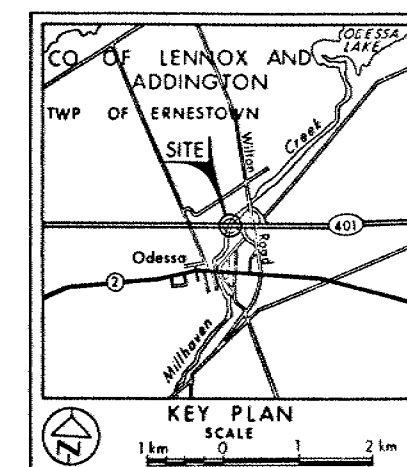 ODESSA
LAKE
CO OF LENNOX AND
ADDINGTON
TWP OF ERNESTOWN
Wilton
Creek
SITE
401
Road
Odessa
2
Millhaven
KEY PLAN
SCALE
N
1 km 0 1 2 km